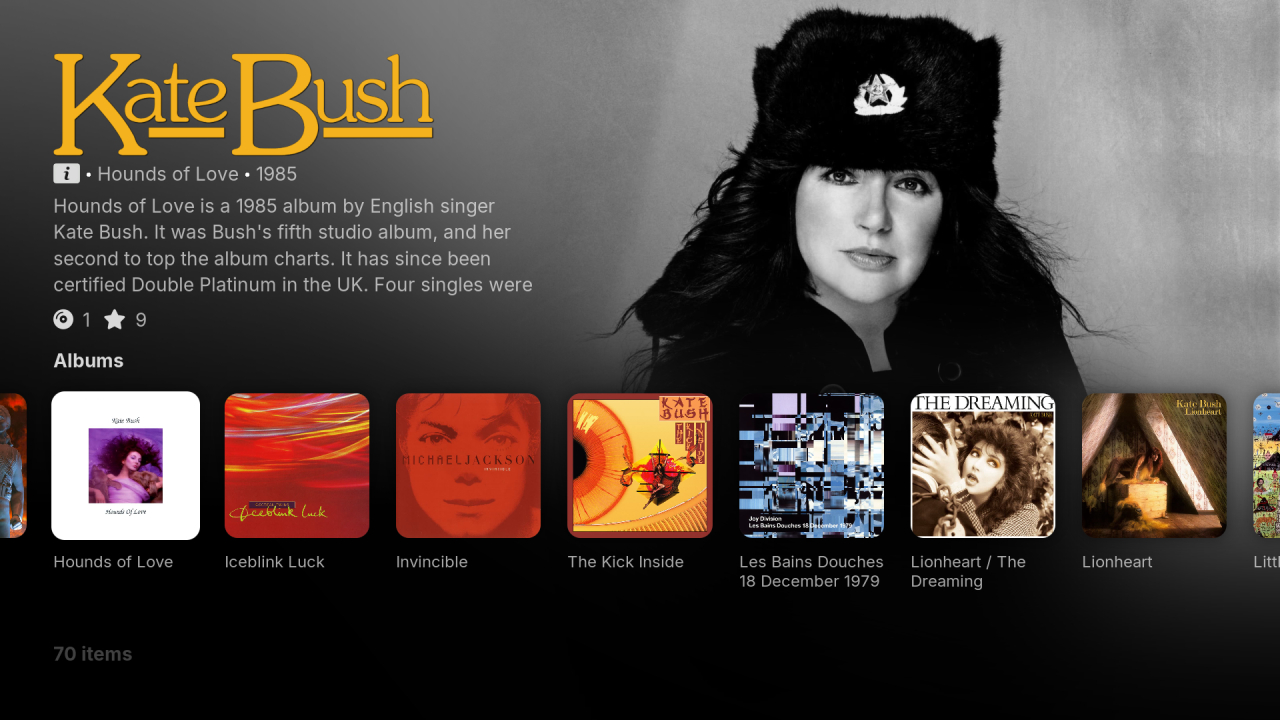 Kate Bush
i • Hounds of Love • 1985
Hounds of Love is a 1985 album by English singer
Kate Bush. It was Bush's fifth studio album, and her
second to top the album charts. It has since been
certified Double Platinum in the UK. Four singles were
1 9
Albums
Kate Bush
Hounds Of Love
Iceblink Luck
MICHAEL JACKSON
KATE
BUSH
THE
KICK
INSIDE
Joy Division
Les Bains Douches 18 December 1979
THE DREAMING
Kate Bush
Lionheart
Hounds of Love
Iceblink Luck
Invincible
The Kick Inside
Les Bains Douches
18 December 1979
Lionheart / The
Dreaming
Lionheart
Littl
70 items